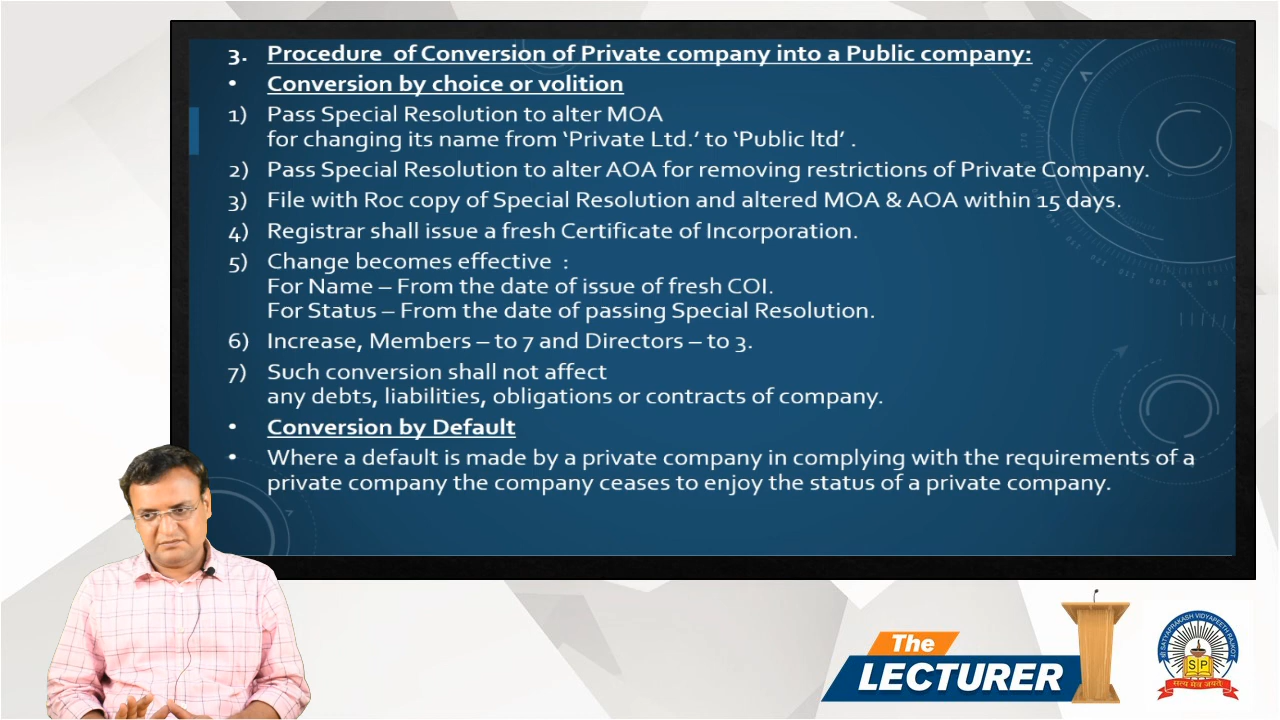 3. Procedure of Conversion of Private company into a Public company:
• Conversion by choice or volition
1) Pass Special Resolution to alter MOA
for changing its name from ‘Private Ltd.’ to ‘Public ltd’ .
2) Pass Special Resolution to alter AOA for removing restrictions of Private Company.
3) File with Roc copy of Special Resolution and altered MOA & AOA within 15 days.
4) Registrar shall issue a fresh Certificate of Incorporation.
5) Change becomes effective :
For Name – From the date of issue of fresh COI.
For Status – From the date of passing Special Resolution.
6) Increase, Members – to 7 and Directors – to 3.
7) Such conversion shall not affect
any debts, liabilities, obligations or contracts of company.
• Conversion by Default
• Where a default is made by a private company in complying with the requirements of a
private company the company ceases to enjoy the status of a private company.
The
LECTURER
SATYAPRAKASH VIDYAPEETH RAJKOT
S P
सत्य मेव जयते